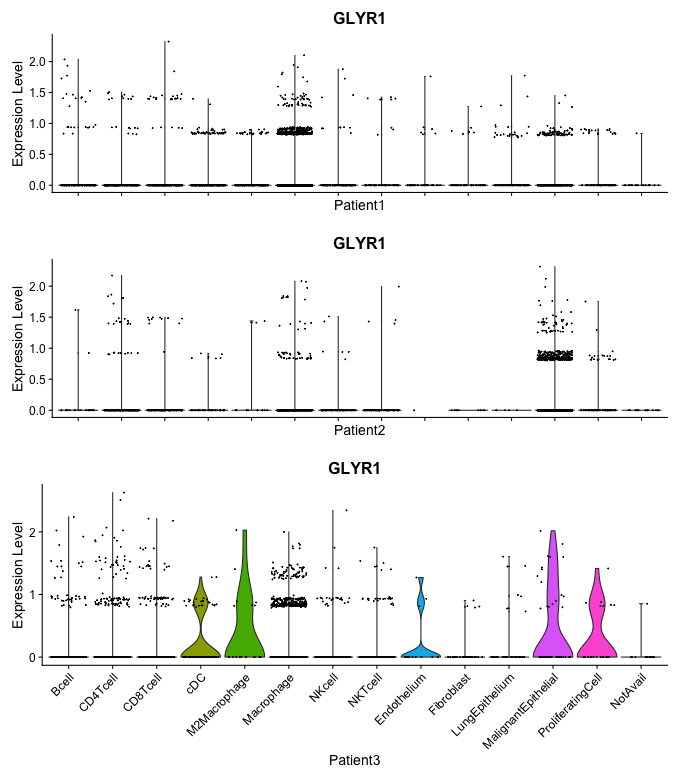 GLYR1
Expression Level
2.0
1.5
1.0
0.5
0.0
Patient1
GLYR1
Expression Level
2.0
1.5
1.0
0.5
0.0
Patient2
GLYR1
Expression Level
2
1
0
Bcell
CD4Tcell
CD8Tcell
cDC
M2Macrophage
Macrophage
NKcell
NKTcell
Endothelium
Fibroblast
LungEpithelium
MalignantEpithelial
ProliferatingCell
NotAvail
Patient3